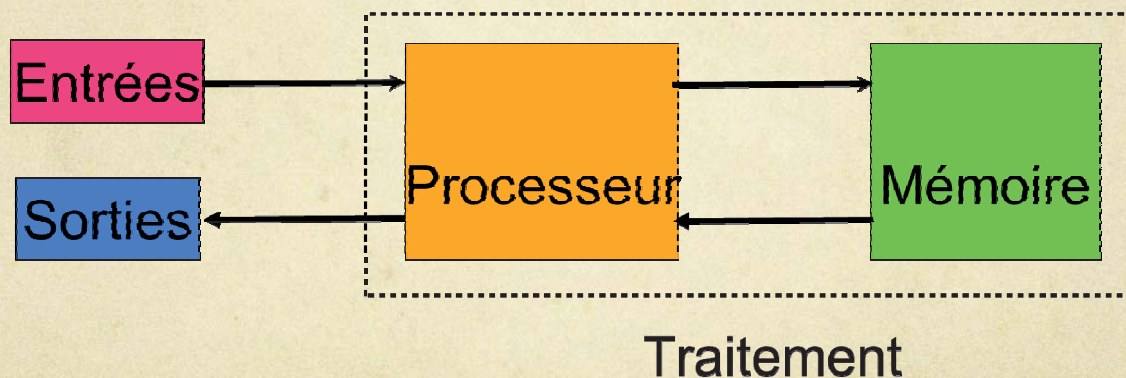 Entrées
Processeur
Mémoire
Sorties
Traitement